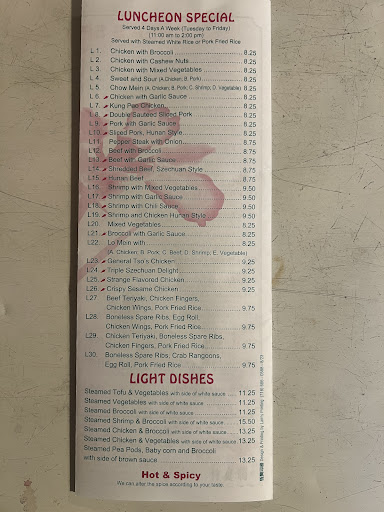 LUNCHEON SPECIAL
Served 4 Days A Week (Tuesday to Friday)
(11:00 am to 2:00 pm)
Served with Steamed White Rice or Pork Fried Rice
L 1. Chicken with Broccoli 8.25
L 2. Chicken with Cashew Nuts 8.25
L 3. Chicken with Mixed Vegetables 8.25
L 4. Sweet and Sour (A.Chicken; B. Pork) 8.25
L 5. Chow Mein (A. Chicken; B. Pork; C. Shrimp; D. Vegetable) 8.25
L 6. Chicken with Garlic Sauce 8.25
L 7. Kung Pao Chicken 8.25
L 8. Double Sautéed Sliced Pork 8.25
L 9. Pork with Garlic Sauce 8.25
L10. Sliced Pork, Hunan Style 8.25
L11. Pepper Steak with Onion 8.75
L12. Beef with Broccoli 8.75
L13. Beef with Garlic Sauce 8.75
L14. Shredded Beef, Szechuan Style 8.75
L15. Hunan Beef 8.75
L16. Shrimp with Mixed Vegetables 9.50
L17. Shrimp with Garlic Sauce 9.50
L18. Shrimp with Chili Sauce 9.50
L19. Shrimp and Chicken Hunan Style 9.50
L20. Mixed Vegetables 8.25
L21. Broccoli with Garlic Sauce 8.25
L22. Lo Mein with 8.25
(A. Chicken; B. Pork; C. Beef; D. Shrimp; E. Vegetable)
L23. General Tso's Chicken 9.25
L24. Triple Szechuan Delight 9.25
L25. Strange Flavored Chicken 9.25
L26. Crispy Sesame Chicken 9.25
L27. Beef Teriyaki, Chicken Fingers,
Chicken Wings, Pork Fried Rice 9.25
L28. Boneless Spare Ribs, Egg Roll,
Chicken Wings, Pork Fried Rice 9.25
L29. Chicken Teriyaki, Boneless Spare Ribs,
Chicken Fingers, Pork Fried Rice 9.25
L30. Boneless Spare Ribs, Crab Rangoons,
Egg Roll, Pork Fried Rice 9.25
LIGHT DISHES
Steamed Tofu & Vegetables with side of white sauce 11.25
Steamed Vegetables with side of white sauce 11.25
Steamed Broccoli with side of white sauce 11.25
Steamed Shrimp & Broccoli with side of white sauce 15.50
Steamed Chicken & Broccoli with side of white sauce 13.25
Steamed Chicken & Vegetables with side of white sauce 13.25
Steamed Pea Pods, Baby corn and Broccoli
with side of brown sauce 13.25
Hot & Spicy
We can alter the spice according to your taste.